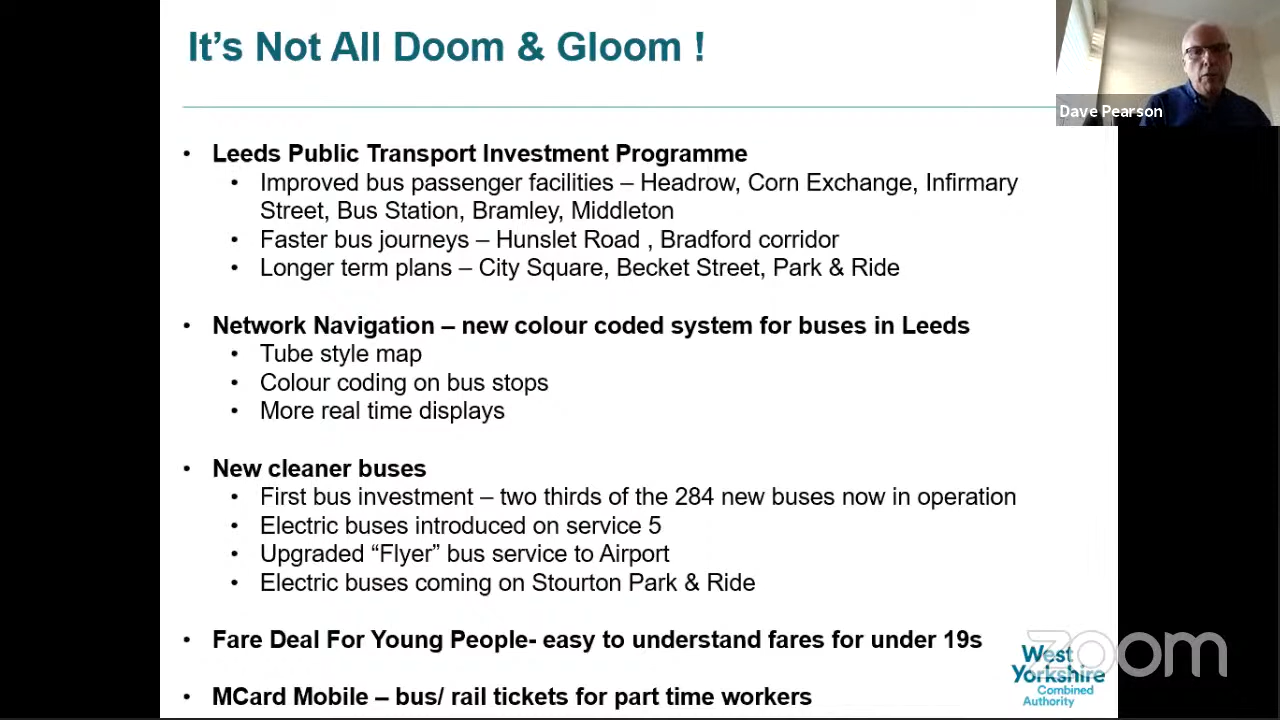 It's Not All Doom & Gloom !
Dave Pearson
• Leeds Public Transport Investment Programme
• Improved bus passenger facilities – Headrow, Corn Exchange, Infirmary
Street, Bus Station, Bramley, Middleton
• Faster bus journeys – Hunslet Road , Bradford corridor
• Longer term plans – City Square, Becket Street, Park & Ride
• Network Navigation – new colour coded system for buses in Leeds
• Tube style map
• Colour coding on bus stops
• More real time displays
• New cleaner buses
• First bus investment – two thirds of the 284 new buses now in operation
• Electric buses introduced on service 5
• Upgraded “Flyer” bus service to Airport
• Electric buses coming on Stourton Park & Ride
• Fare Deal For Young People- easy to understand fares for under 19s
• MCard Mobile – bus/ rail tickets for part time workers
West
Yorkshire
Combined
Authority
zoom